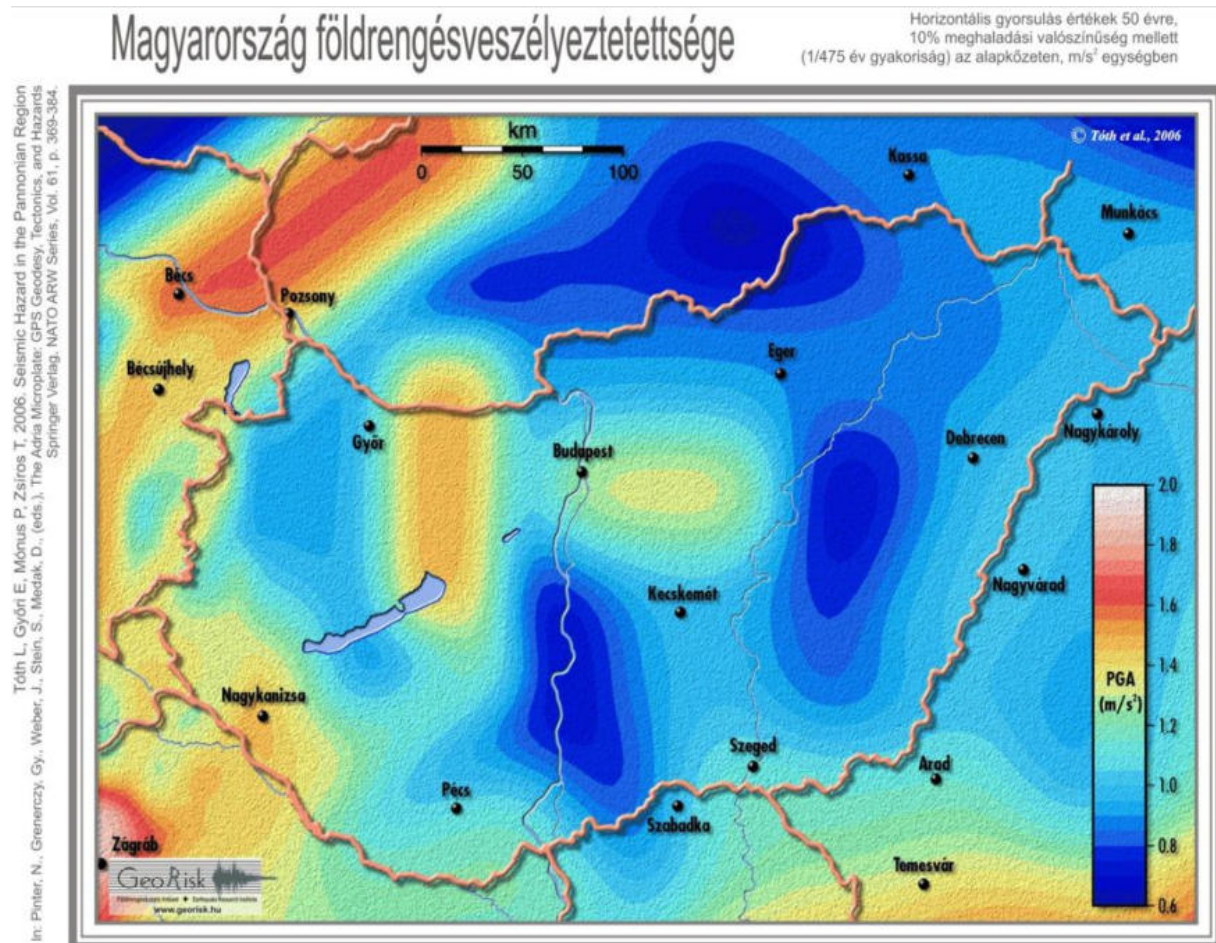 Magyarország földrengésveszélyeztetettsége
Horizontális gyorsulás értékek 50 évre,
10% meghaladási valószínűség mellett
(1/475 év gyakoriság) az alapkőzeten, m/s² egységben
Tóth L, Győri E, Mónus P, Zsíros T, 2006. Seismic Hazard in the Pannonian Region
In: Pinter, N., Grenerczy, Gy., Weber, J., Stein, S., Medak, D., (eds.), The Adria Microplate: GPS Geodesy, Tectonics, and Hazards
Springer Verlag, NATO ARW Series, Vol. 61, p. 369-384.
km
0 50 100
© Tóth et al., 2006
Kassa
Munkács
Bécs
Pozsony
Eger
Bécsújhely
Győr
Budapest
Debrecen
Nagykároly
Kecskemét
Nagyvárad
Nagykanizsa
Szeged
Arad
Pécs
Szabadka
Zágráb
Temesvár
PGA
(m/s²)
2.0
1.8
1.6
1.4
1.2
1.0
0.8
0.6
GeoRisk
www.georisk.hu